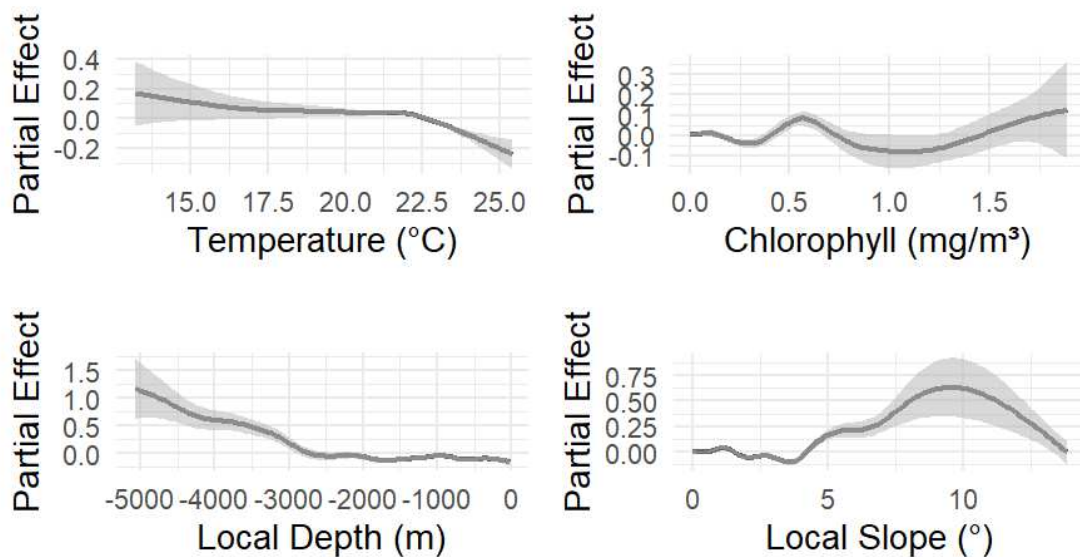 Partial Effect
0.4
0.2
0.0
-0.2
15.0 17.5 20.0 22.5 25.0
Temperature (°C)
Partial Effect
0.3
0.2
0.1
0.0
-0.1
0.0 0.5 1.0 1.5
Chlorophyll (mg/m³)
Partial Effect
1.5
1.0
0.5
0.0
-5000 -4000 -3000 -2000 -1000 0
Local Depth (m)
Partial Effect
0.75
0.50
0.25
0.00
0 5 10
Local Slope (°)